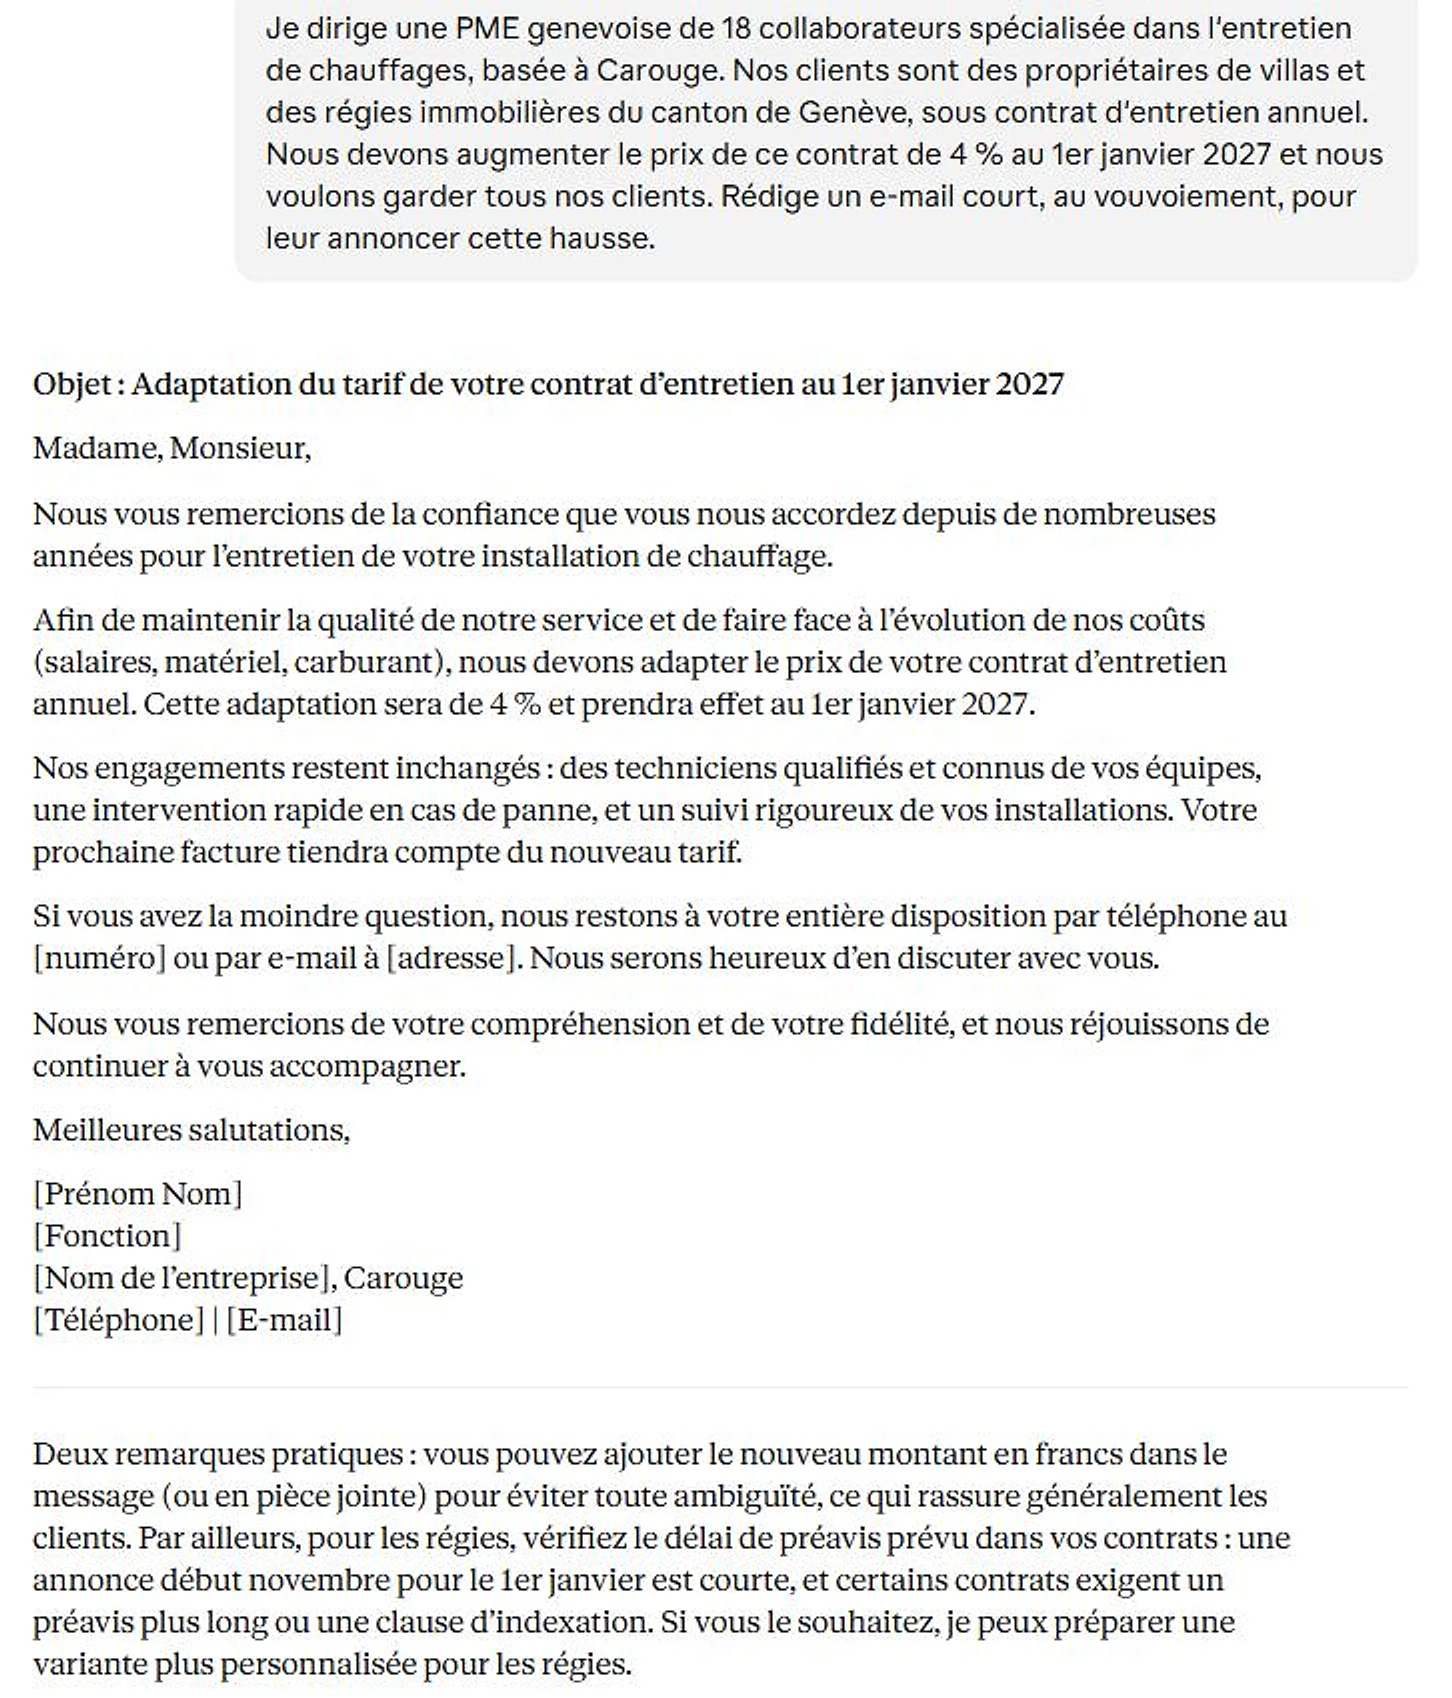 Je dirige une PME genevoise de 18 collaborateurs spécialisée dans l'entretien
de chauffages, basée à Carouge. Nos clients sont des propriétaires de villas et
des régies immobilières du canton de Genève, sous contrat d'entretien annuel.
Nous devons augmenter le prix de ce contrat de 4 % au 1er janvier 2027 et nous
voulons garder tous nos clients. Rédige un e-mail court, au vouvoiement, pour
leur annoncer cette hausse.
Objet : Adaptation du tarif de votre contrat d’entretien au 1er janvier 2027
Madame, Monsieur,
Nous vous remercions de la confiance que vous nous accordez depuis de nombreuses
années pour l’entretien de votre installation de chauffage.
Afin de maintenir la qualité de notre service et de faire face à l’évolution de nos coûts
(salaires, matériel, carburant), nous devons adapter le prix de votre contrat d’entretien
annuel. Cette adaptation sera de 4 % et prendra effet au 1er janvier 2027.
Nos engagements restent inchangés : des techniciens qualifiés et connus de vos équipes,
une intervention rapide en cas de panne, et un suivi rigoureux de vos installations. Votre
prochaine facture tiendra compte du nouveau tarif.
Si vous avez la moindre question, nous restons à votre entière disposition par téléphone au
[numéro] ou par e-mail à [adresse]. Nous serons heureux d’en discuter avec vous.
Nous vous remercions de votre compréhension et de votre fidélité, et nous réjouissons de
continuer à vous accompagner.
Meilleures salutations,
[Prénom Nom]
[Fonction]
[Nom de l’entreprise], Carouge
[Téléphone] | [E-mail]
Deux remarques pratiques : vous pouvez ajouter le nouveau montant en francs dans le
message (ou en pièce jointe) pour éviter toute ambiguïté, ce qui rassure généralement les
clients. Par ailleurs, pour les régies, vérifiez le délai de préavis prévu dans vos contrats : une
annonce début novembre pour le 1er janvier est courte, et certains contrats exigent un
préavis plus long ou une clause d’indexation. Si vous le souhaitez, je peux préparer une
variante plus personnalisée pour les régies.